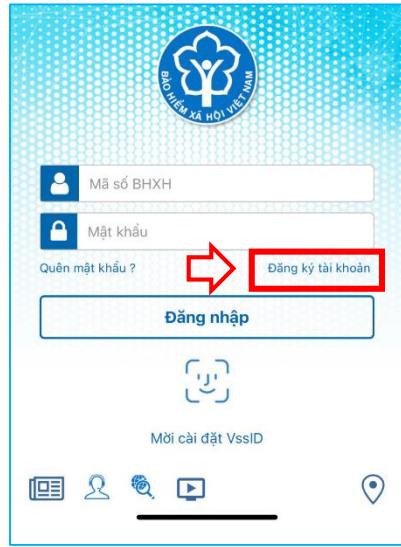 BẢO HIỂM XÃ HỘI VIỆT NAM
Mã số BHXH
Mật khẩu
Quên mật khẩu ?
Đăng ký tài khoản
Đăng nhập
Mời cài đặt VssID